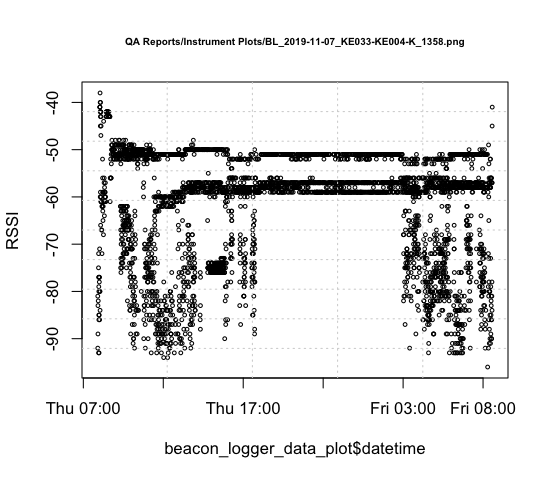 QA Reports/Instrument Plots/BL_2019-11-07_KE033-KE004-K_1358.png
-40
-50
-60
-70
-80
-90
RSSI
Thu 07:00 Thu 17:00 Fri 03:00 Fri 08:00
beacon_logger_data_plot$datetime